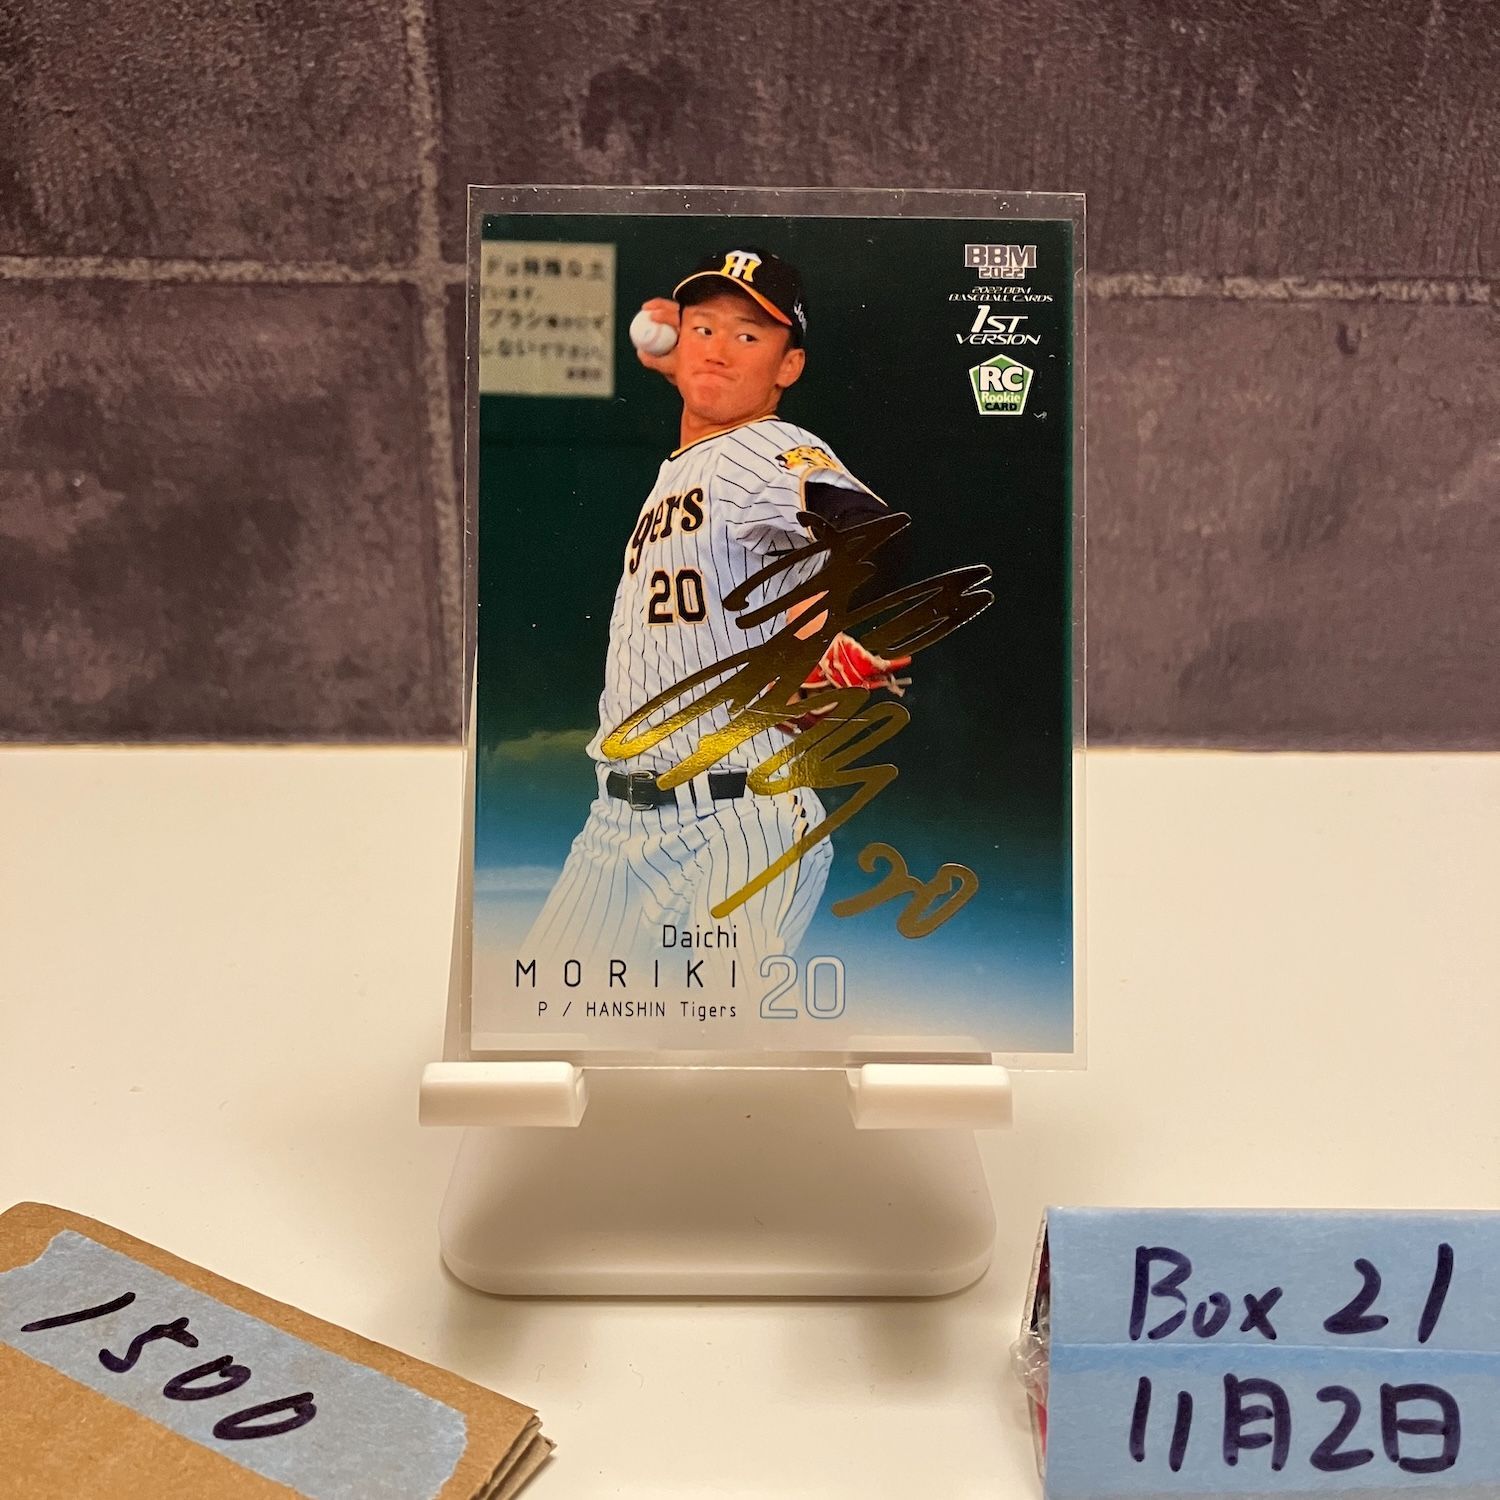 BBM
2022
2022 BBM
BASEBALL CARDS
1ST
VERSION
RC
Rookie
CARD
gers
20
20
Daichi
MORIKI
P / HANSHIN Tigers
20
1500
Box 21
11月2日